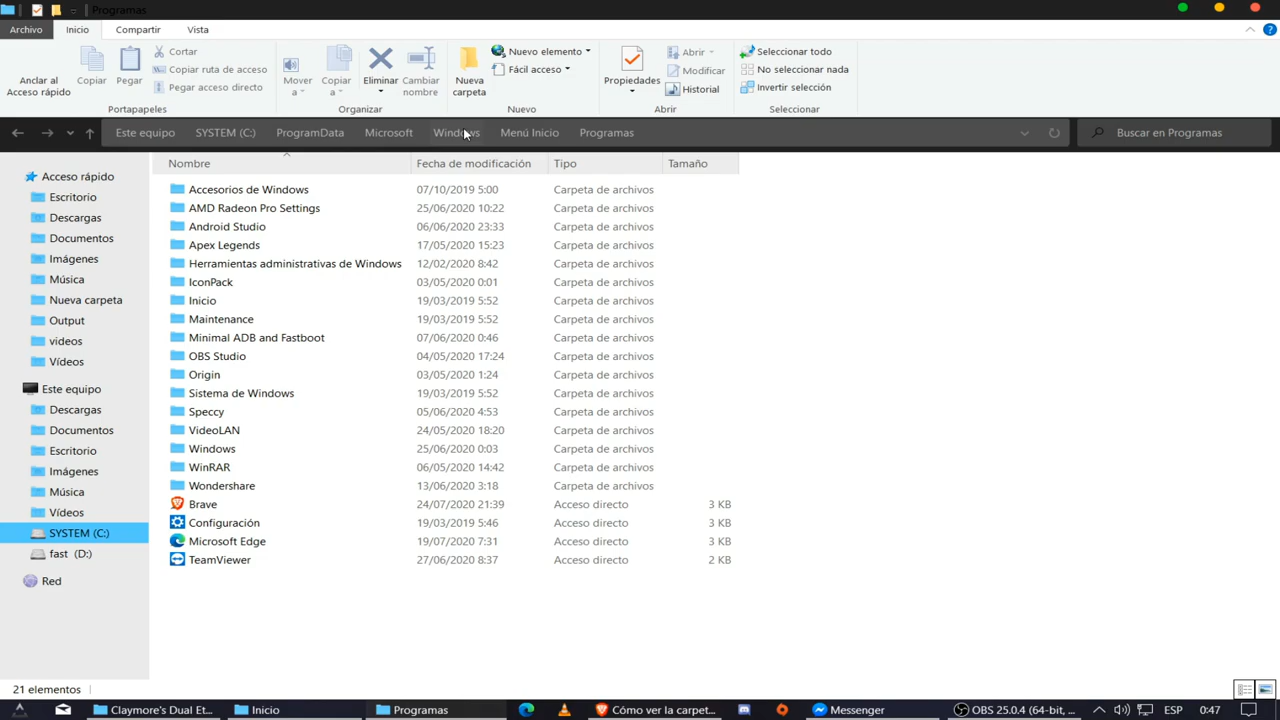 Programas
Archivo Inicio Compartir Vista
Anclar al Acceso rápido
Copiar
Pegar
Cortar
Copiar ruta de acceso
Pegar acceso directo
Portapapeles
Mover a
Copiar a
Eliminar
Cambiar nombre
Organizar
Nueva carpeta
Nuevo elemento
Fácil acceso
Nuevo
Propiedades
Abrir
Modificar
Historial
Abrir
Seleccionar todo
No seleccionar nada
Invertir selección
Seleccionar
Este equipo SYSTEM (C:) ProgramData Microsoft Windows Menú Inicio Programas
Buscar en Programas
Acceso rápido
Escritorio
Descargas
Documentos
Imágenes
Música
Nueva carpeta
Output
vídeos
Vídeos
Este equipo
Descargas
Documentos
Escritorio
Imágenes
Música
Vídeos
SYSTEM (C:)
fast (D:)
Red
Nombre Fecha de modificación Tipo Tamaño
Accesorios de Windows 07/10/2019 5:00 Carpeta de archivos
AMD Radeon Pro Settings 25/06/2020 10:22 Carpeta de archivos
Android Studio 06/06/2020 23:33 Carpeta de archivos
Apex Legends 17/05/2020 15:23 Carpeta de archivos
Herramientas administrativas de Windows 12/02/2020 8:42 Carpeta de archivos
IconPack 03/05/2020 0:01 Carpeta de archivos
Inicio 19/03/2019 5:52 Carpeta de archivos
Maintenance 19/03/2019 5:52 Carpeta de archivos
Minimal ADB and Fastboot 07/06/2020 0:46 Carpeta de archivos
OBS Studio 04/05/2020 17:24 Carpeta de archivos
Origin 03/05/2020 1:24 Carpeta de archivos
Sistema de Windows 19/03/2019 5:52 Carpeta de archivos
Speccy 05/06/2020 4:53 Carpeta de archivos
VideoLAN 24/05/2020 18:20 Carpeta de archivos
Windows 25/06/2020 0:03 Carpeta de archivos
WinRAR 06/05/2020 14:42 Carpeta de archivos
Wondershare 13/06/2020 3:18 Carpeta de archivos
Brave 24/07/2020 21:39 Acceso directo 3 KB
Configuración 19/03/2019 5:46 Acceso directo 3 KB
Microsoft Edge 19/07/2020 7:31 Acceso directo 3 KB
TeamViewer 27/06/2020 8:37 Acceso directo 2 KB
21 elementos
Claymore's Dual Et... Inicio Programas Cómo ver la carpet... Messenger OBS 25.0.4 (64-bit, ... ESP 0:47